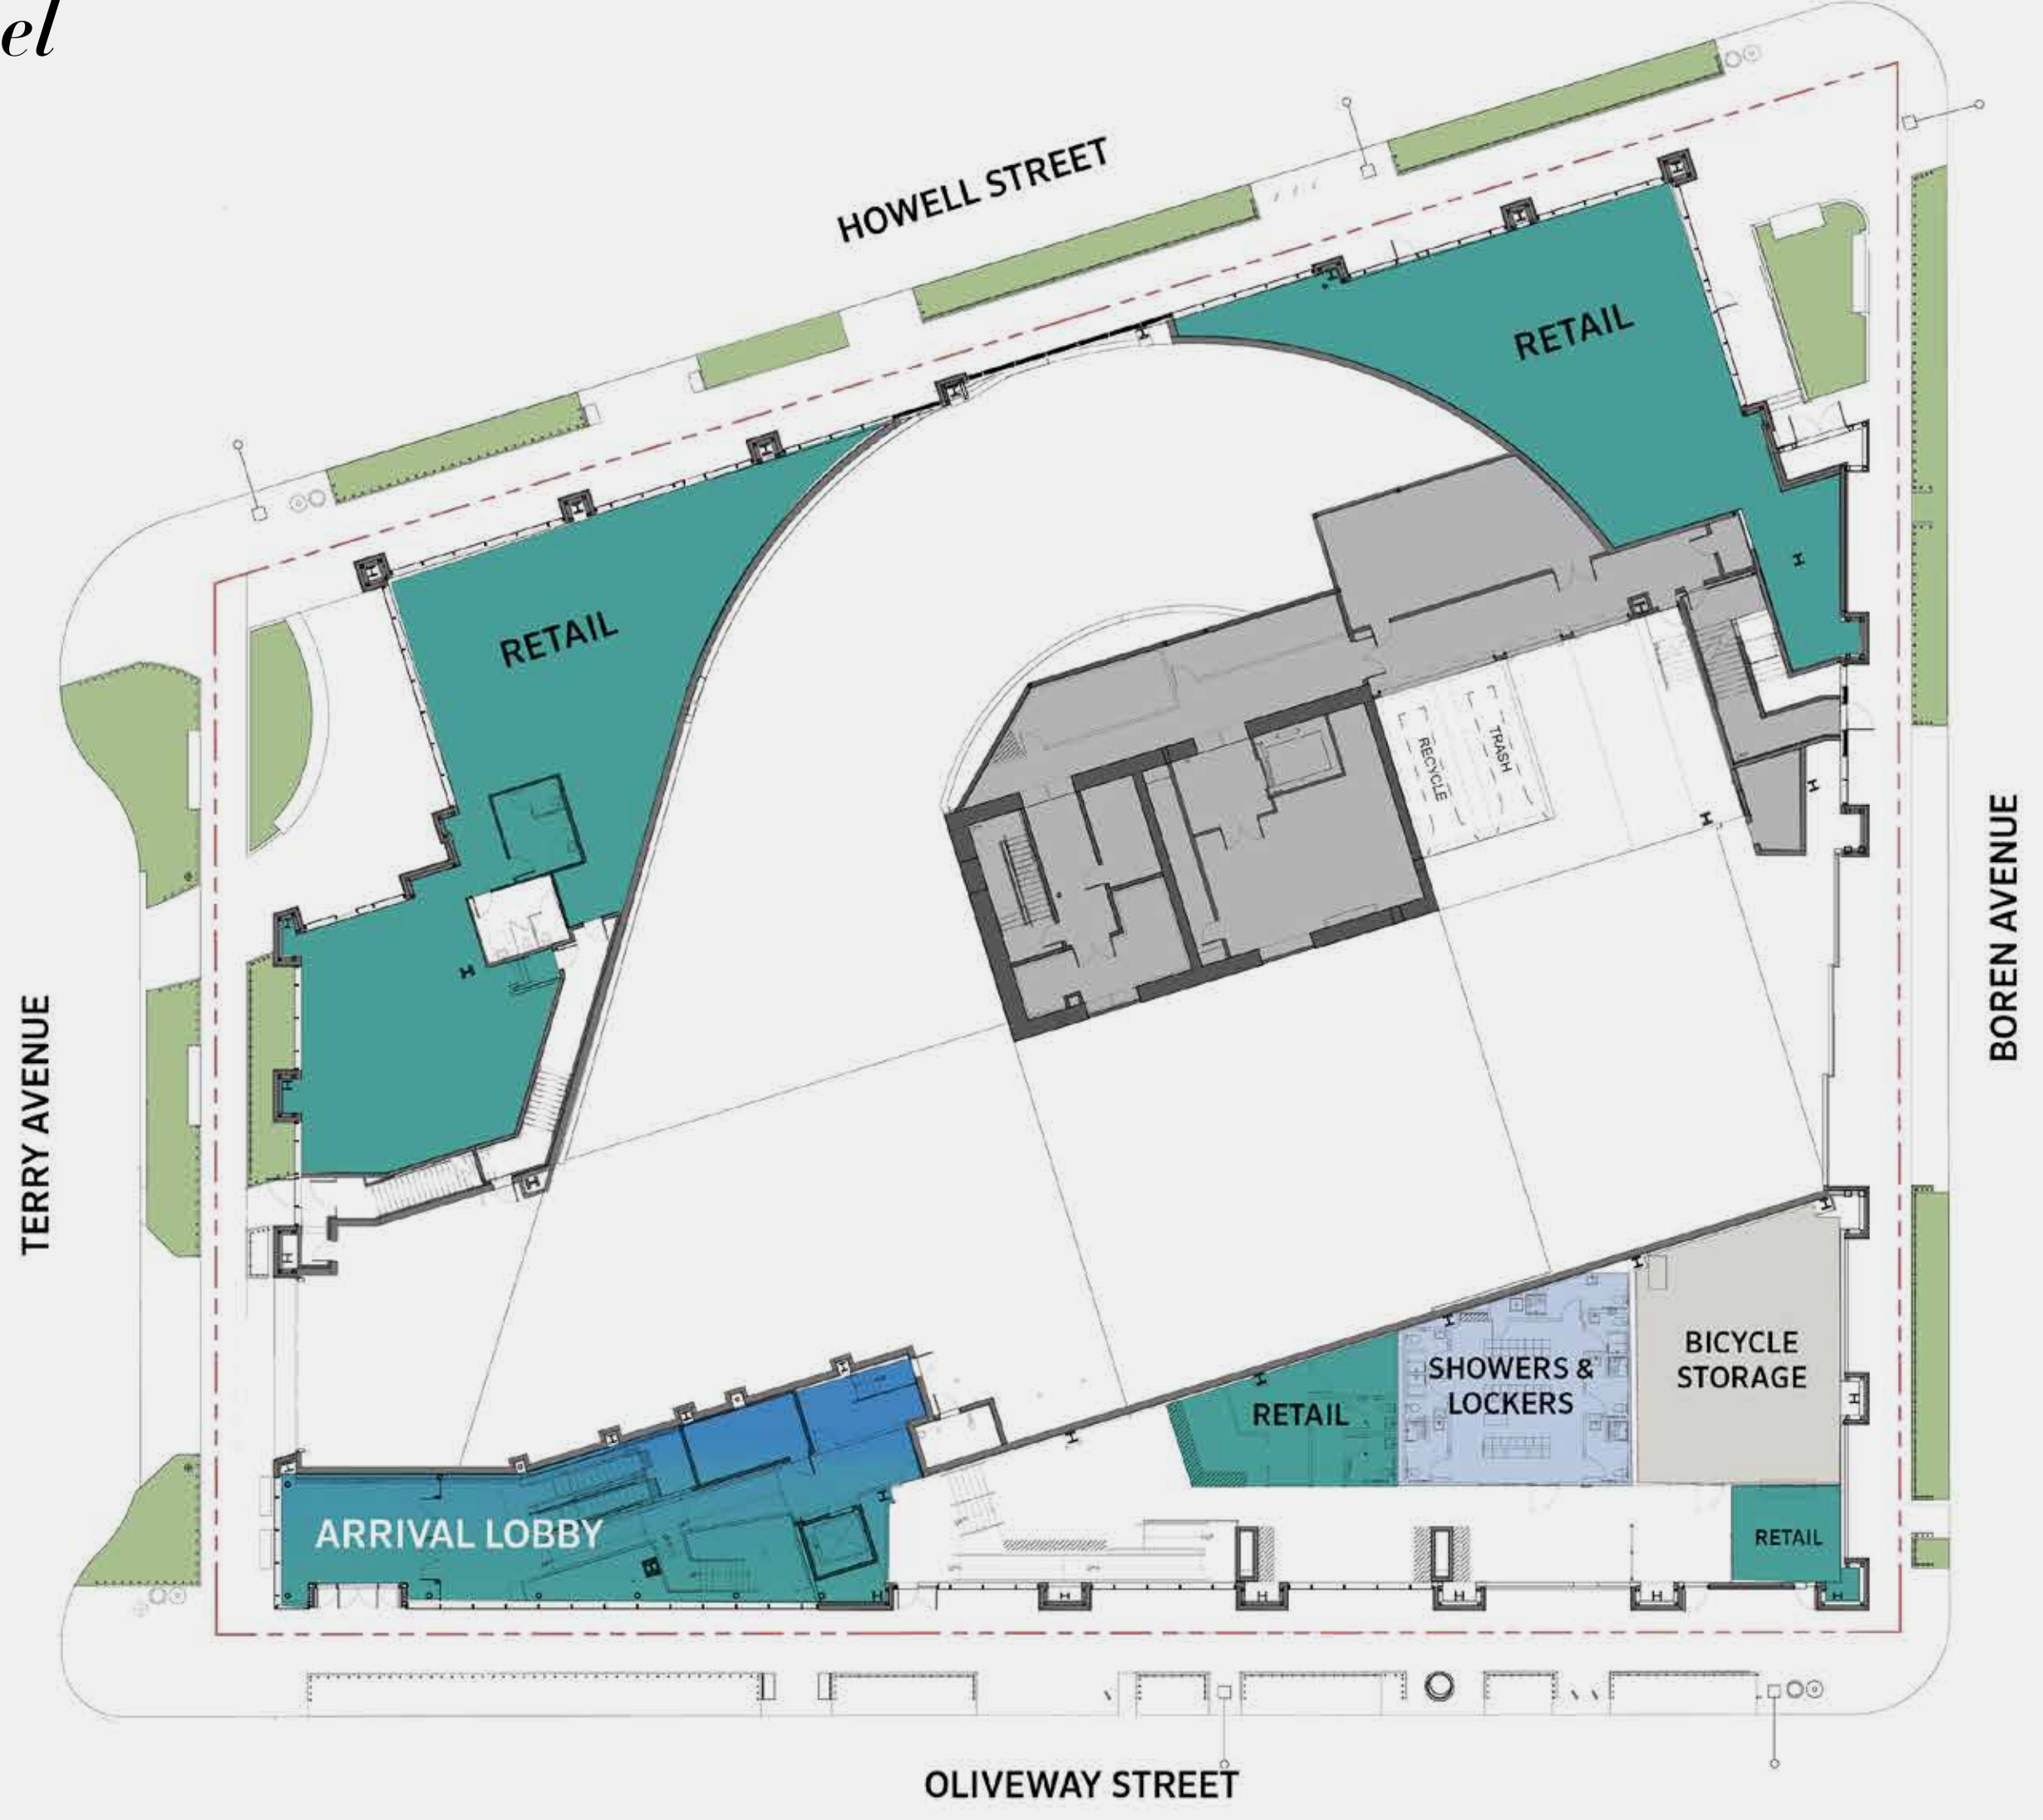 el
HOWELL STREET
RETAIL
RETAIL
RECYCLE
TRASH
TERRY AVENUE
BOREN AVENUE
BICYCLE
STORAGE
SHOWERS &
LOCKERS
RETAIL
ARRIVAL LOBBY
RETAIL
OLIVEWAY STREET